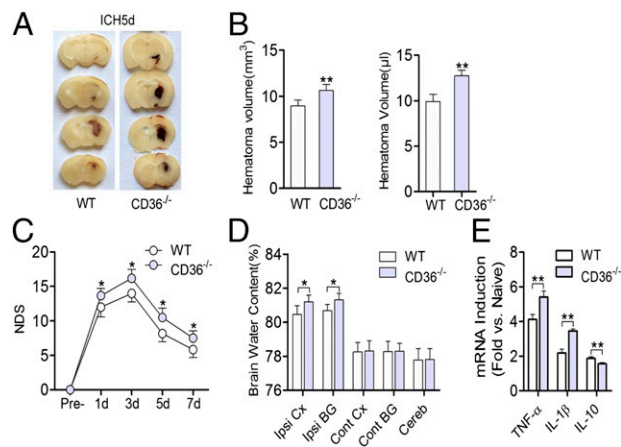 A
ICH5d
WT
CD36-/-
B
Hematoma volume(mm3)
15
10
5
0
**
WT
CD36-/-
Hematoma Volume(µl)
15
10
5
0
**
WT
CD36-/-
C
NDS
20
15
10
5
0
WT
CD36-/-
*
*
*
*
Pre-
1d
3d
5d
7d
D
Brain Water Content(%)
84
82
80
78
76
WT
CD36-/-
*
*
Ipsi Cx
Ipsi BG
Cont Cx
Cont BG
Cereb
E
mRNA Induction
(Fold vs. Naive)
8
6
4
2
0
WT
CD36-/-
**
**
**
TNF-α
IL-1β
IL-10